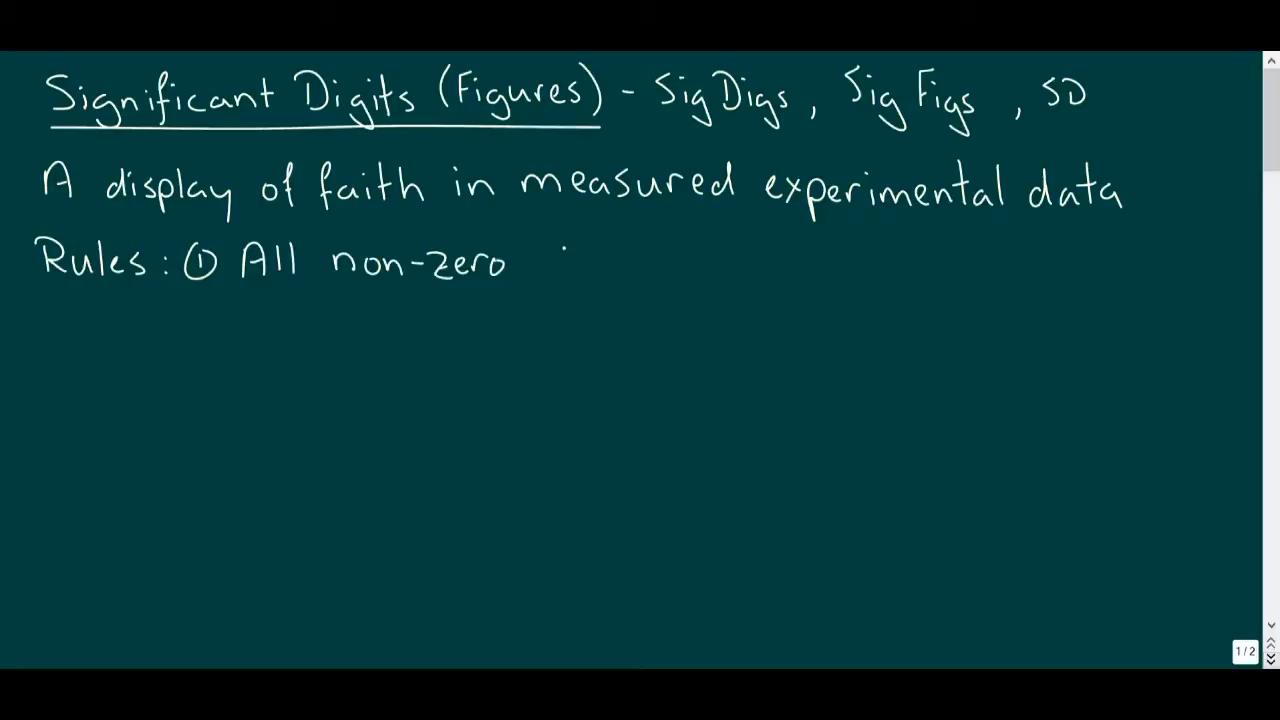 Significant Digits (Figures) - SigDigs, SigFigs, SD
A display of faith in measured experimental data
Rules: ① All non-zero
1/2